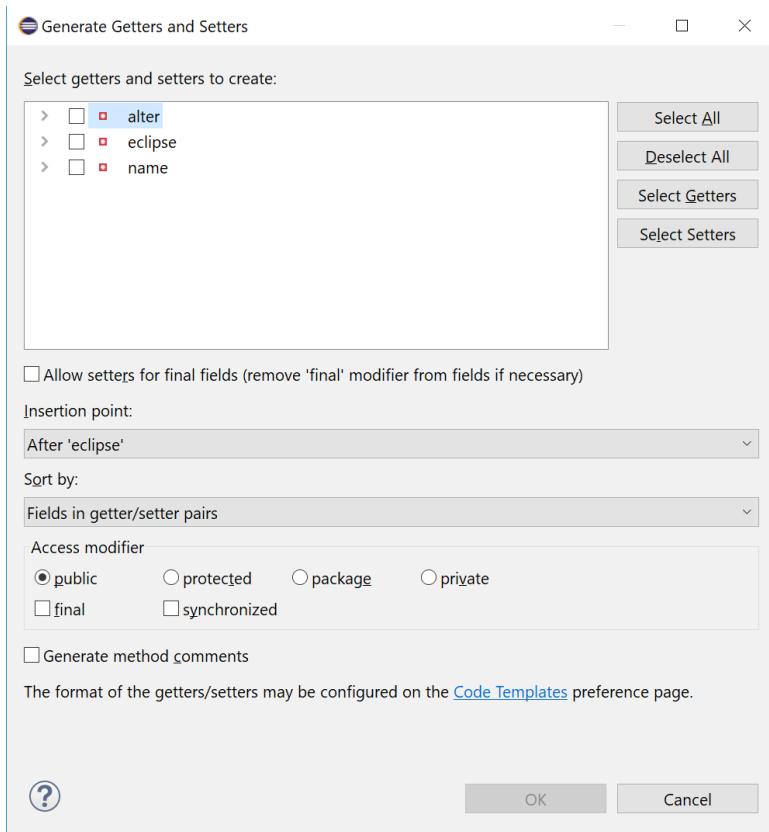 Generate Getters and Setters
Select getters and setters to create:
alter
eclipse
name
Select All
Deselect All
Select Getters
Select Setters
Allow setters for final fields (remove 'final' modifier from fields if necessary)
Insertion point:
After 'eclipse'
Sort by:
Fields in getter/setter pairs
Access modifier
public protected package private
final synchronized
Generate method comments
The format of the getters/setters may be configured on the Code Templates preference page.
? OK Cancel